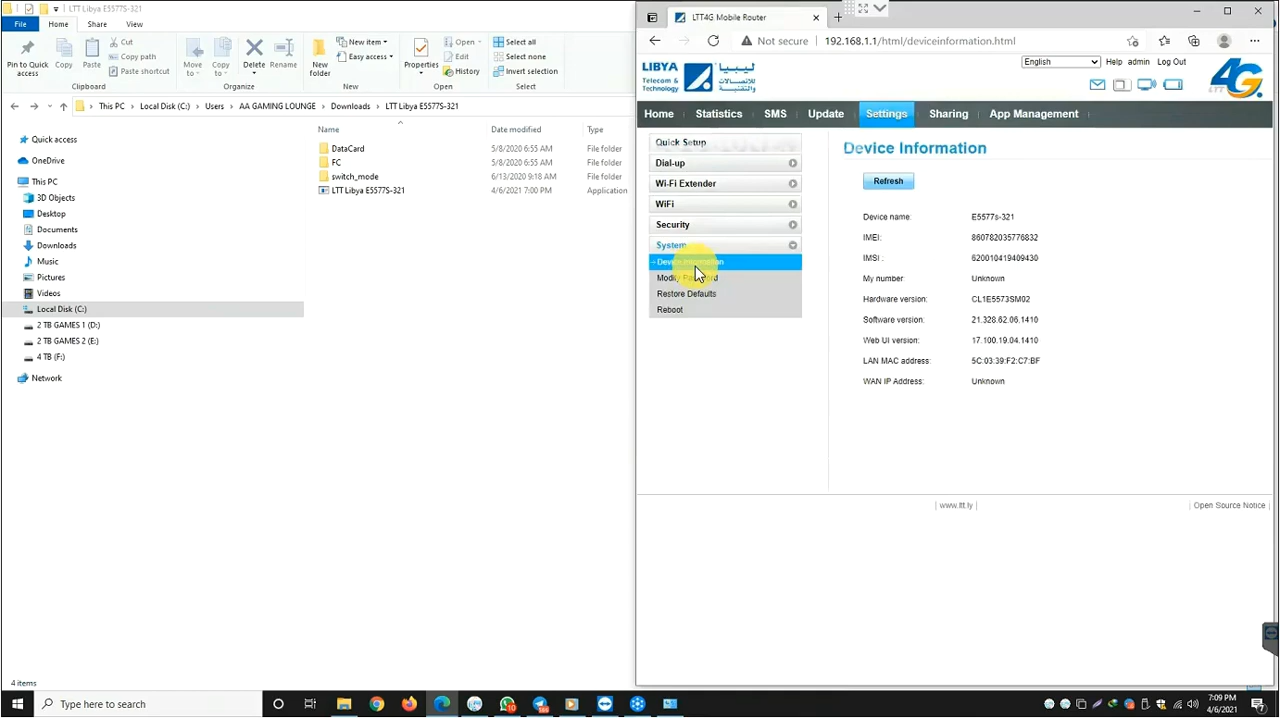 LTT Libya E5577S-321
File Home Share View
Pin to Quick access
Copy
Paste
Cut
Copy path
Paste shortcut
Clipboard
Move to
Copy to
Delete
Rename
Organize
New folder
New item
Easy access
New
Properties
Open
Edit
History
Open
Select all
Select none
Invert selection
Select
This PC > Local Disk (C:) > Users > AA GAMING LOUNGE > Downloads > LTT Libya E5577S-321
Quick access
OneDrive
This PC
3D Objects
Desktop
Documents
Downloads
Music
Pictures
Videos
Local Disk (C:)
2 TB GAMES 1 (D:)
2 TB GAMES 2 (E:)
4 TB (F:)
Network
Name Date modified Type
DataCard 5/8/2020 6:55 AM File folder
FC 5/8/2020 6:55 AM File folder
switch_mode 6/13/2020 9:18 AM File folder
LTT Libya E5577S-321 4/6/2021 7:00 PM Application
4 items
LTT4G Mobile Router
Not secure 192.168.1.1/html/deviceinformation.html
LIBYA
Telecom &
Technology
ليبيـا
للإتصالات
والتقنية
English Help admin Log Out
4G
LTT
Home Statistics SMS Update Settings Sharing App Management
Quick Setup
Dial-up
Wi-Fi Extender
WiFi
Security
System
Device Information
Modify Password
Restore Defaults
Reboot
Device Information
Refresh
Device name: E5577s-321
IMEI: 860782035776832
IMSI : 620010419409430
My number: Unknown
Hardware version: CL1E5573SM02
Software version: 21.328.62.06.1410
Web UI version: 17.100.19.04.1410
LAN MAC address: 5C:03:39:F2:C7:BF
WAN IP Address: Unknown
| www.ltt.ly |
Open Source Notice |
Type here to search
7:09 PM
4/6/2021